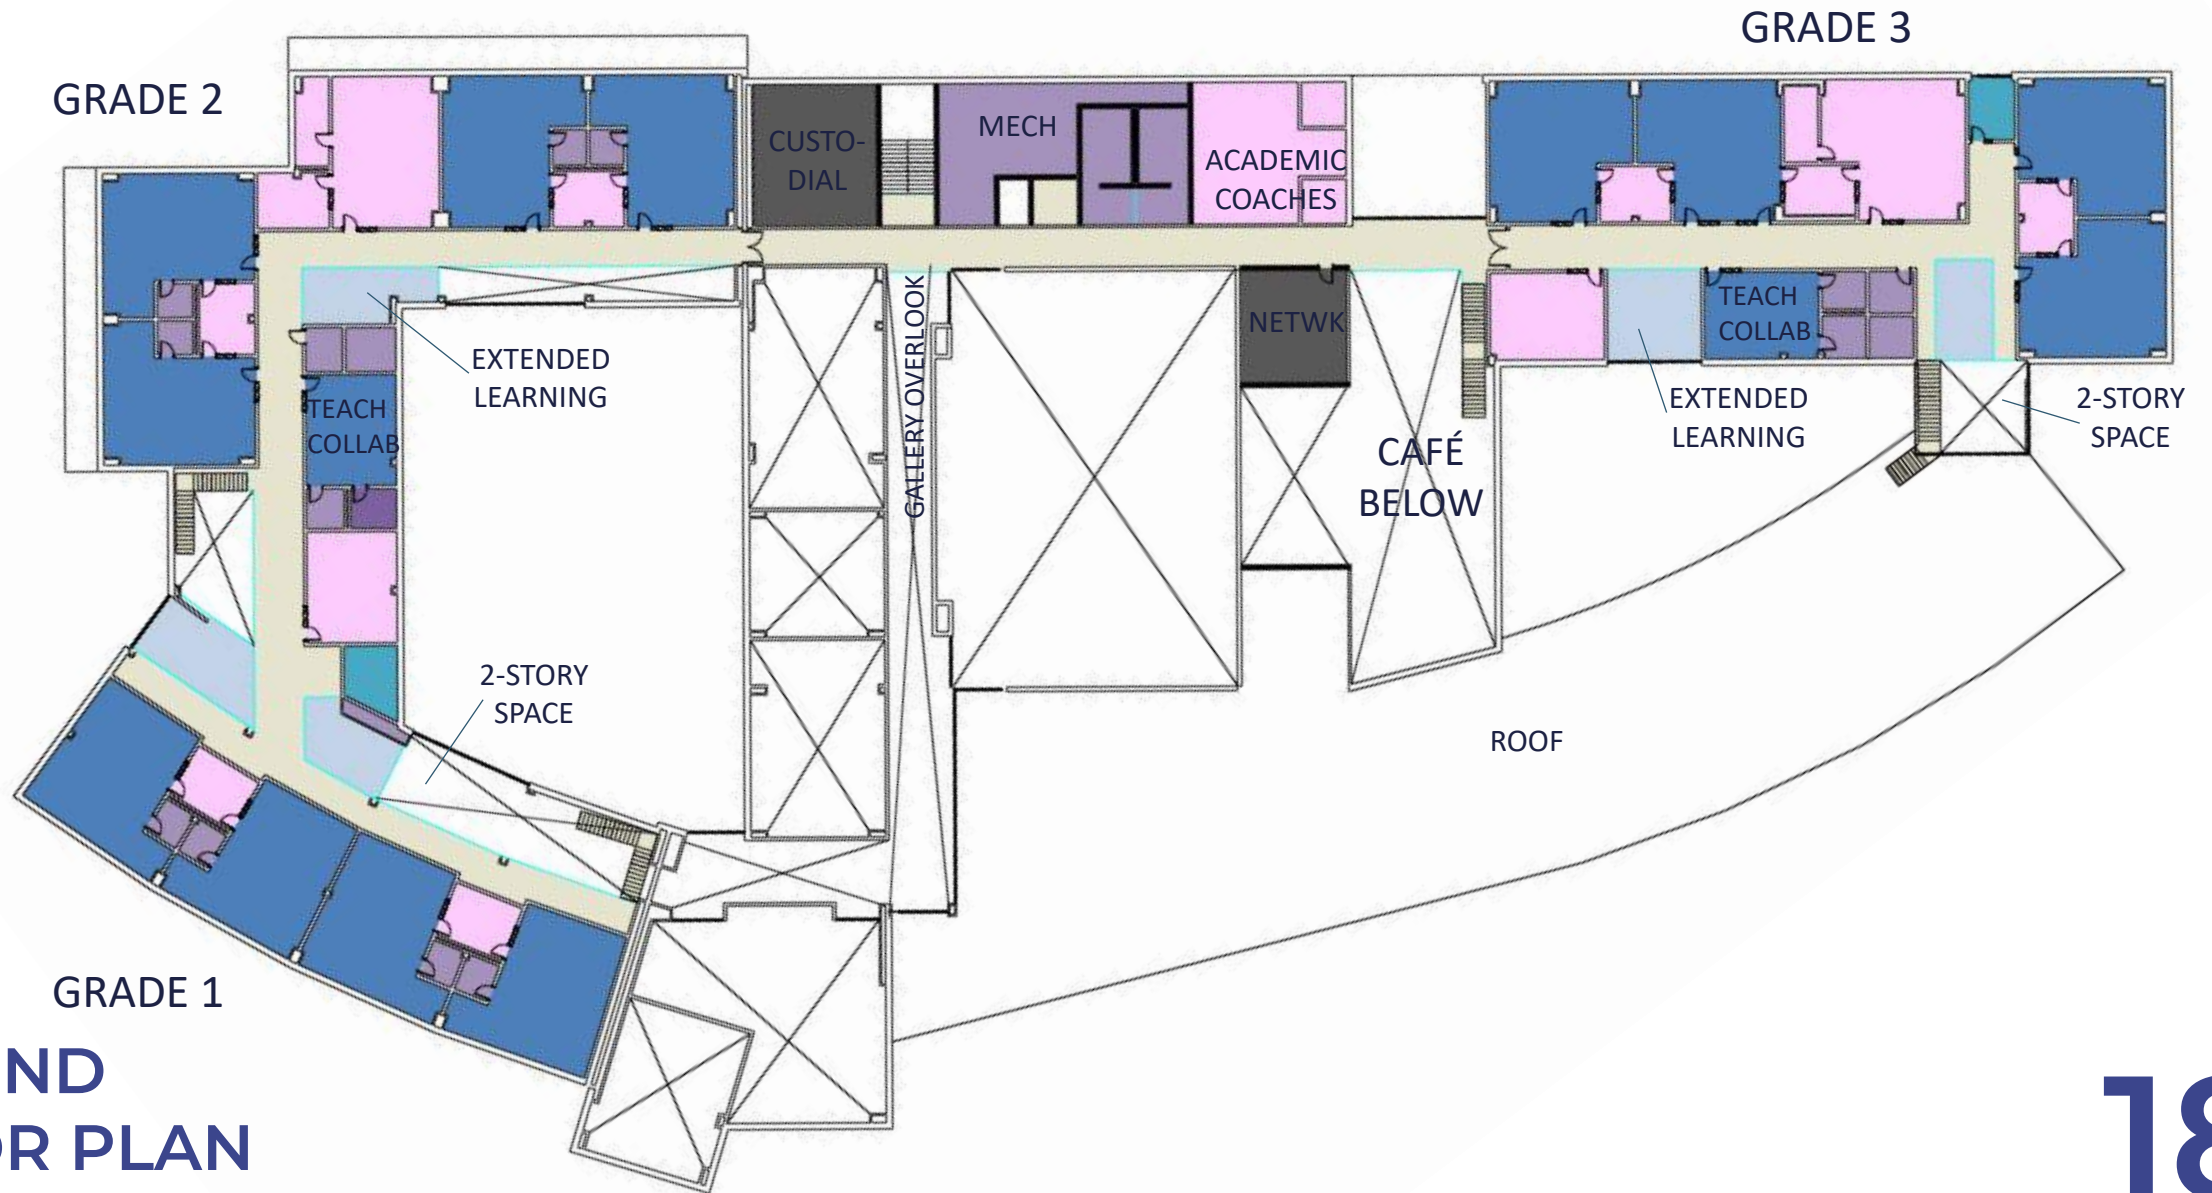 GRADE 3
GRADE 2
CUSTO-
DIAL
MECH
ACADEMIC
COACHES
GALLERY OVERLOOK
NETWK
TEACH
COLLAB
EXTENDED
LEARNING
TEACH
COLLAB
CAFÉ
BELOW
EXTENDED
LEARNING
2-STORY
SPACE
2-STORY
SPACE
ROOF
GRADE 1
ND
OR PLAN
18